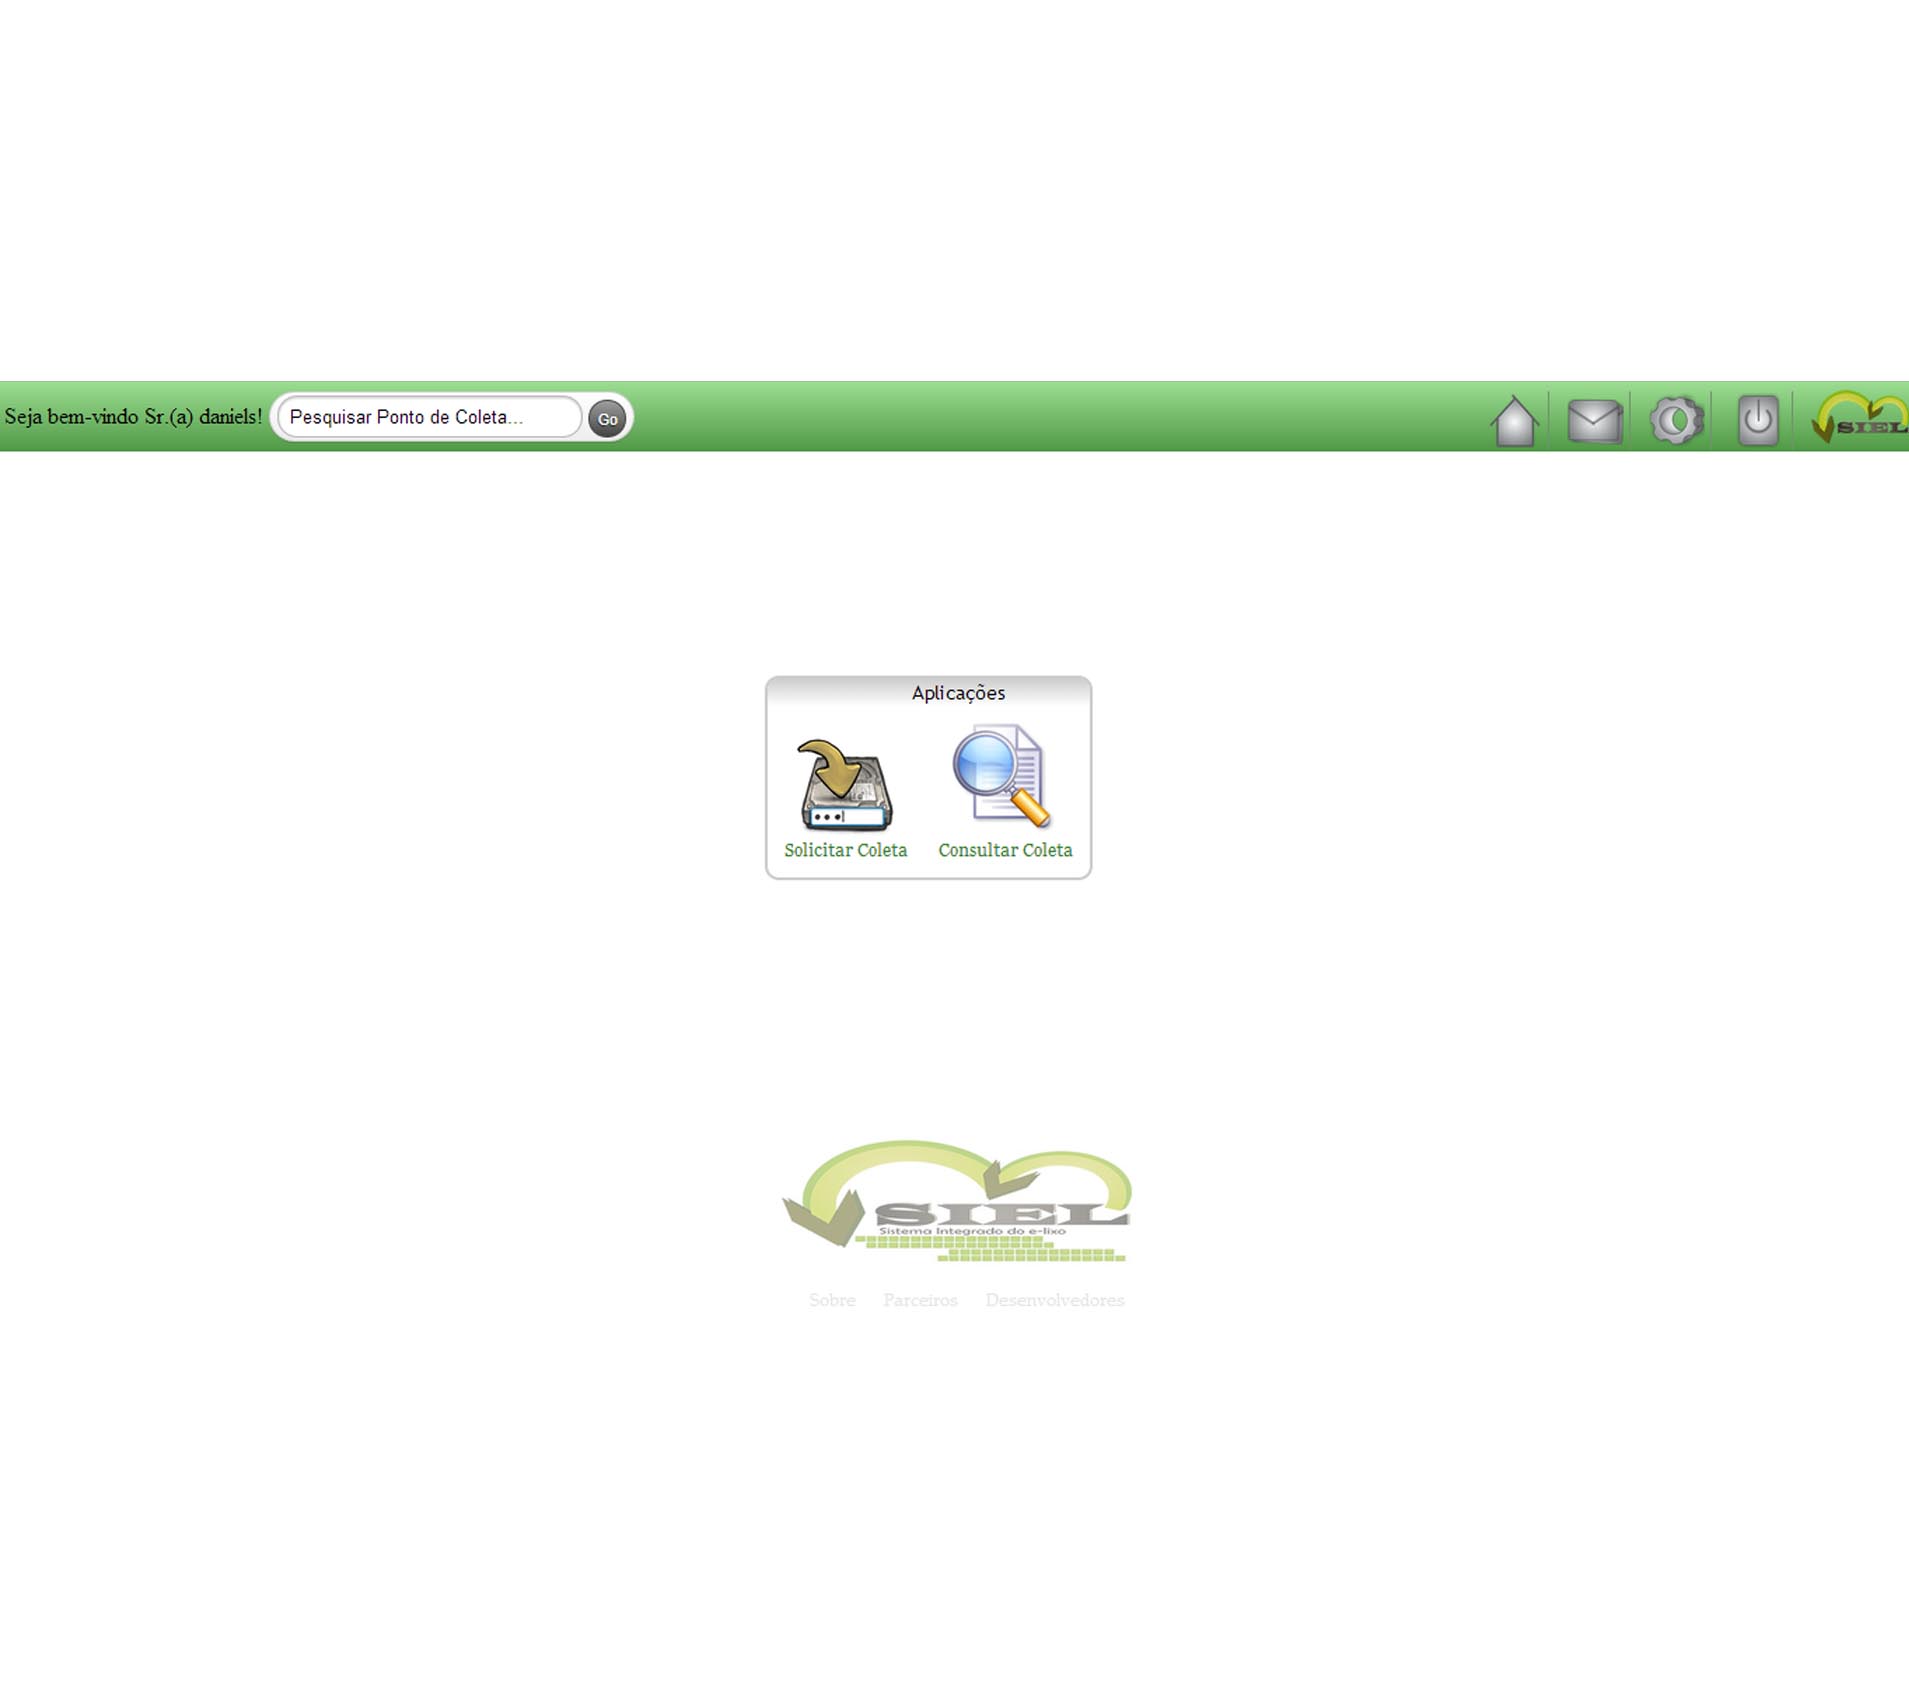 Seja bem-vindo Sr.(a) daniels!
Pesquisar Ponto de Coleta...
Go
SIEL
Aplicações
Solicitar Coleta
Consultar Coleta
SIEL
Sistema Integrado do e-lixo
Sobre
Parceiros
Desenvolvedores